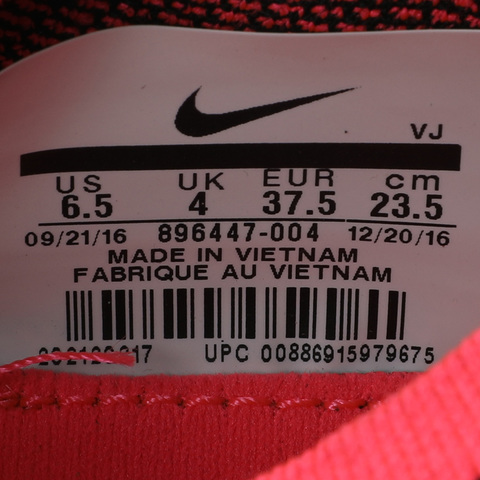 VJ
US UK EUR cm
6.5 4 37.5 23.5
09/21/16 896447-004 12/20/16
MADE IN VIETNAM
FABRIQUE AU VIETNAM
UPC 00886915979675